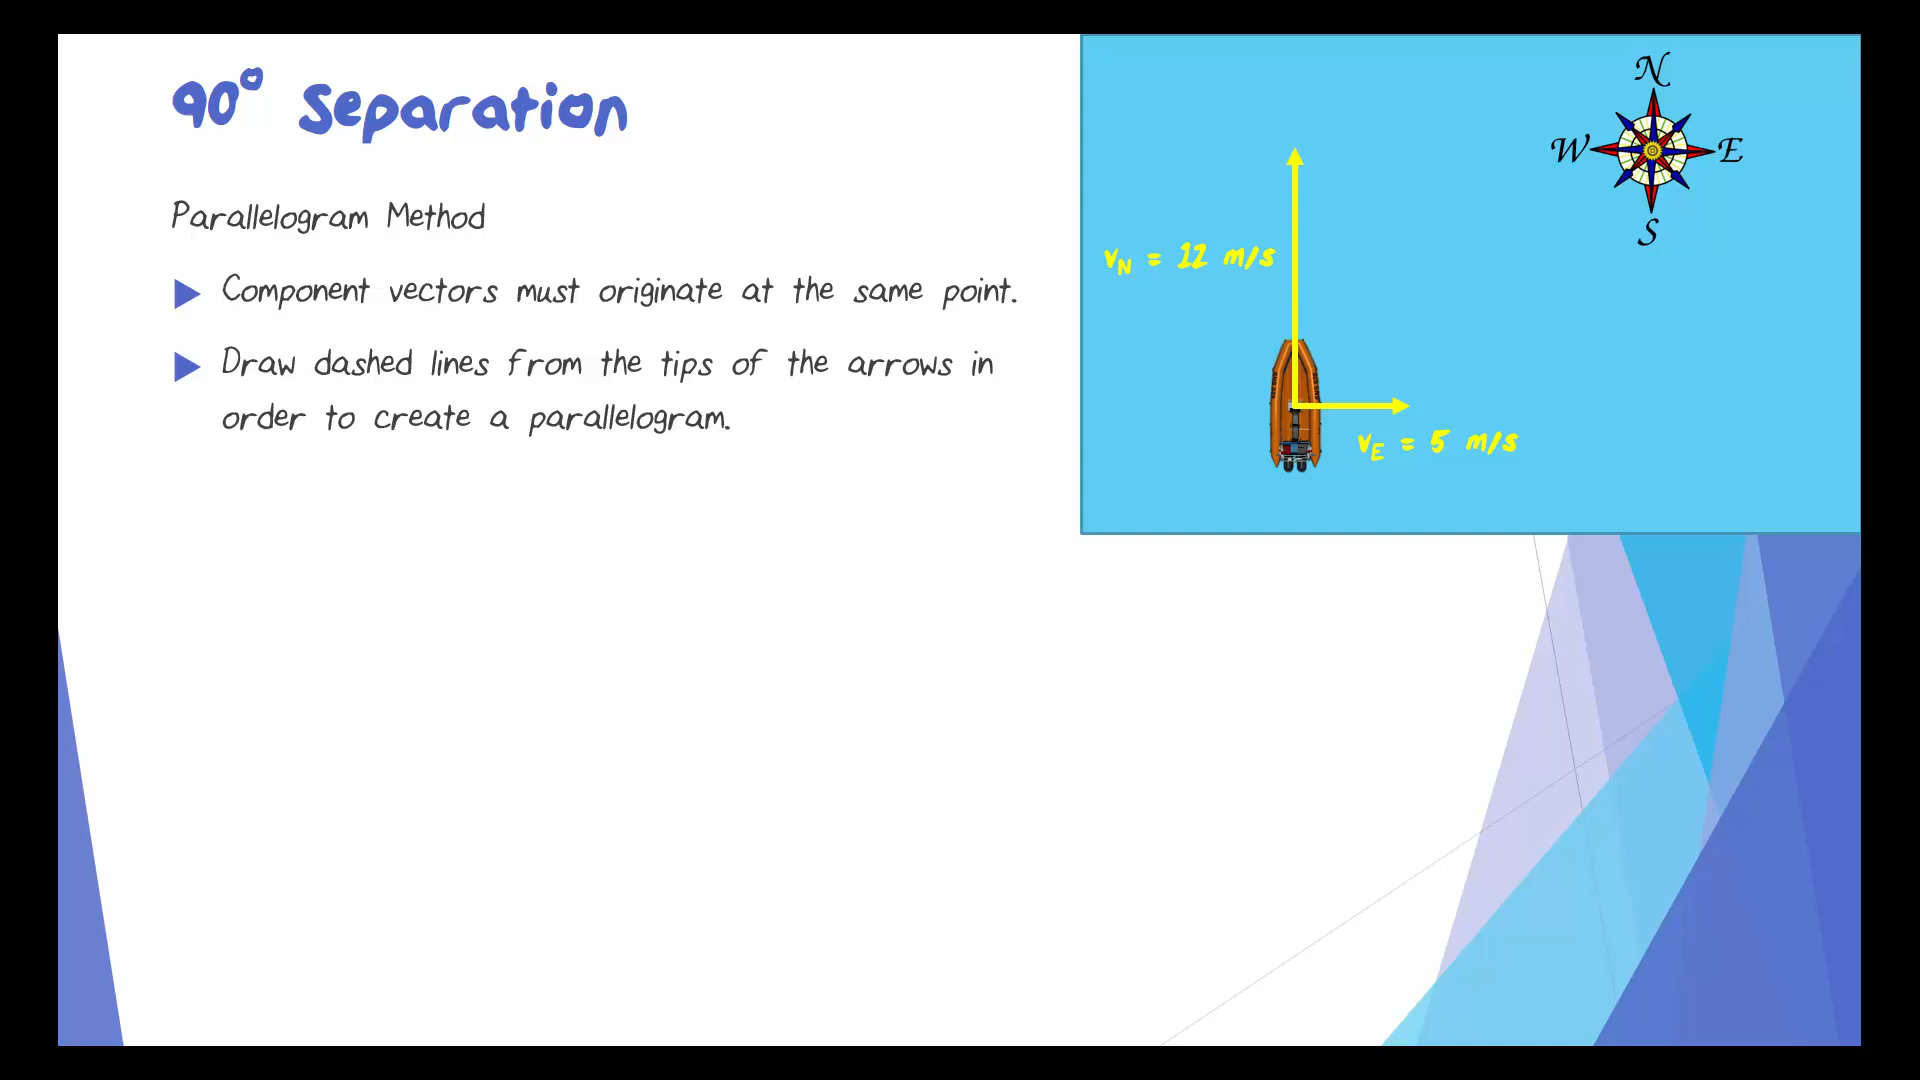 90° Separation
Parallelogram Method
Component vectors must originate at the same point.
Draw dashed lines from the tips of the arrows in
order to create a parallelogram.
N
W
E
S
vN = 12 m/s
vE = 5 m/s